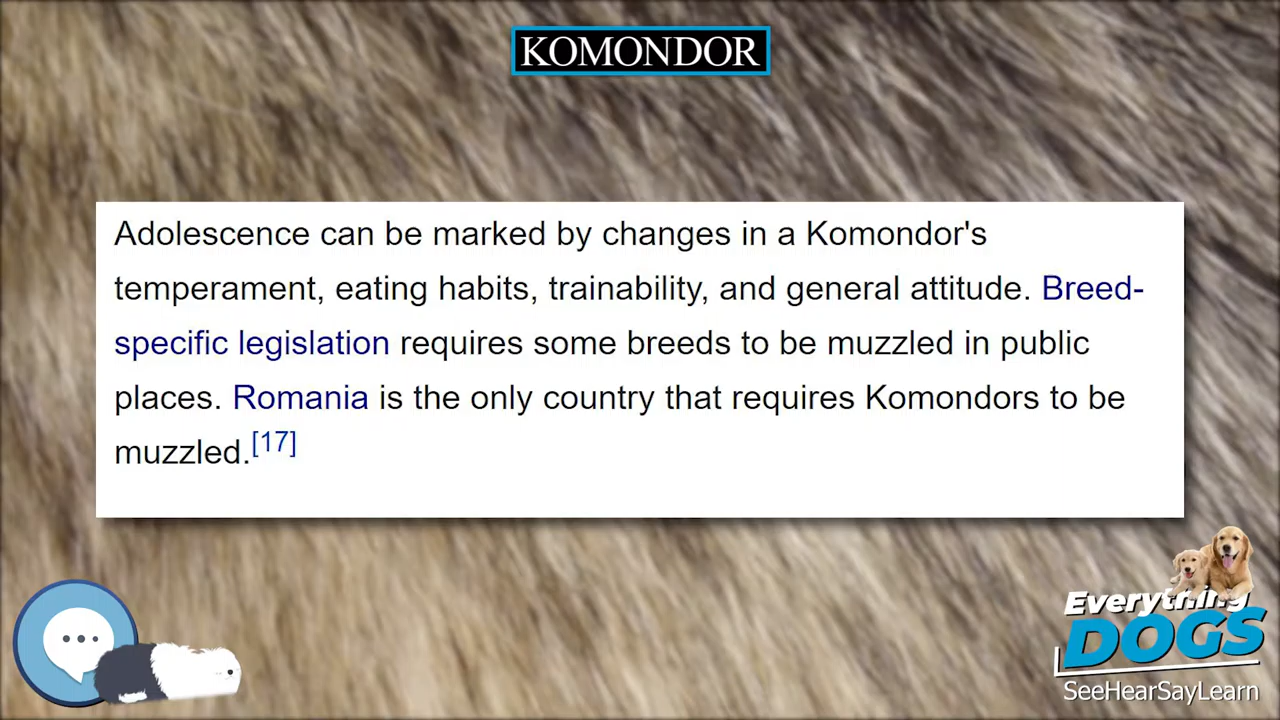 KOMONDOR
Adolescence can be marked by changes in a Komondor's
temperament, eating habits, trainability, and general attitude. Breed-
specific legislation requires some breeds to be muzzled in public
places. Romania is the only country that requires Komondors to be
muzzled.[17]
Everything
DOGS
SeeHearSayLearn